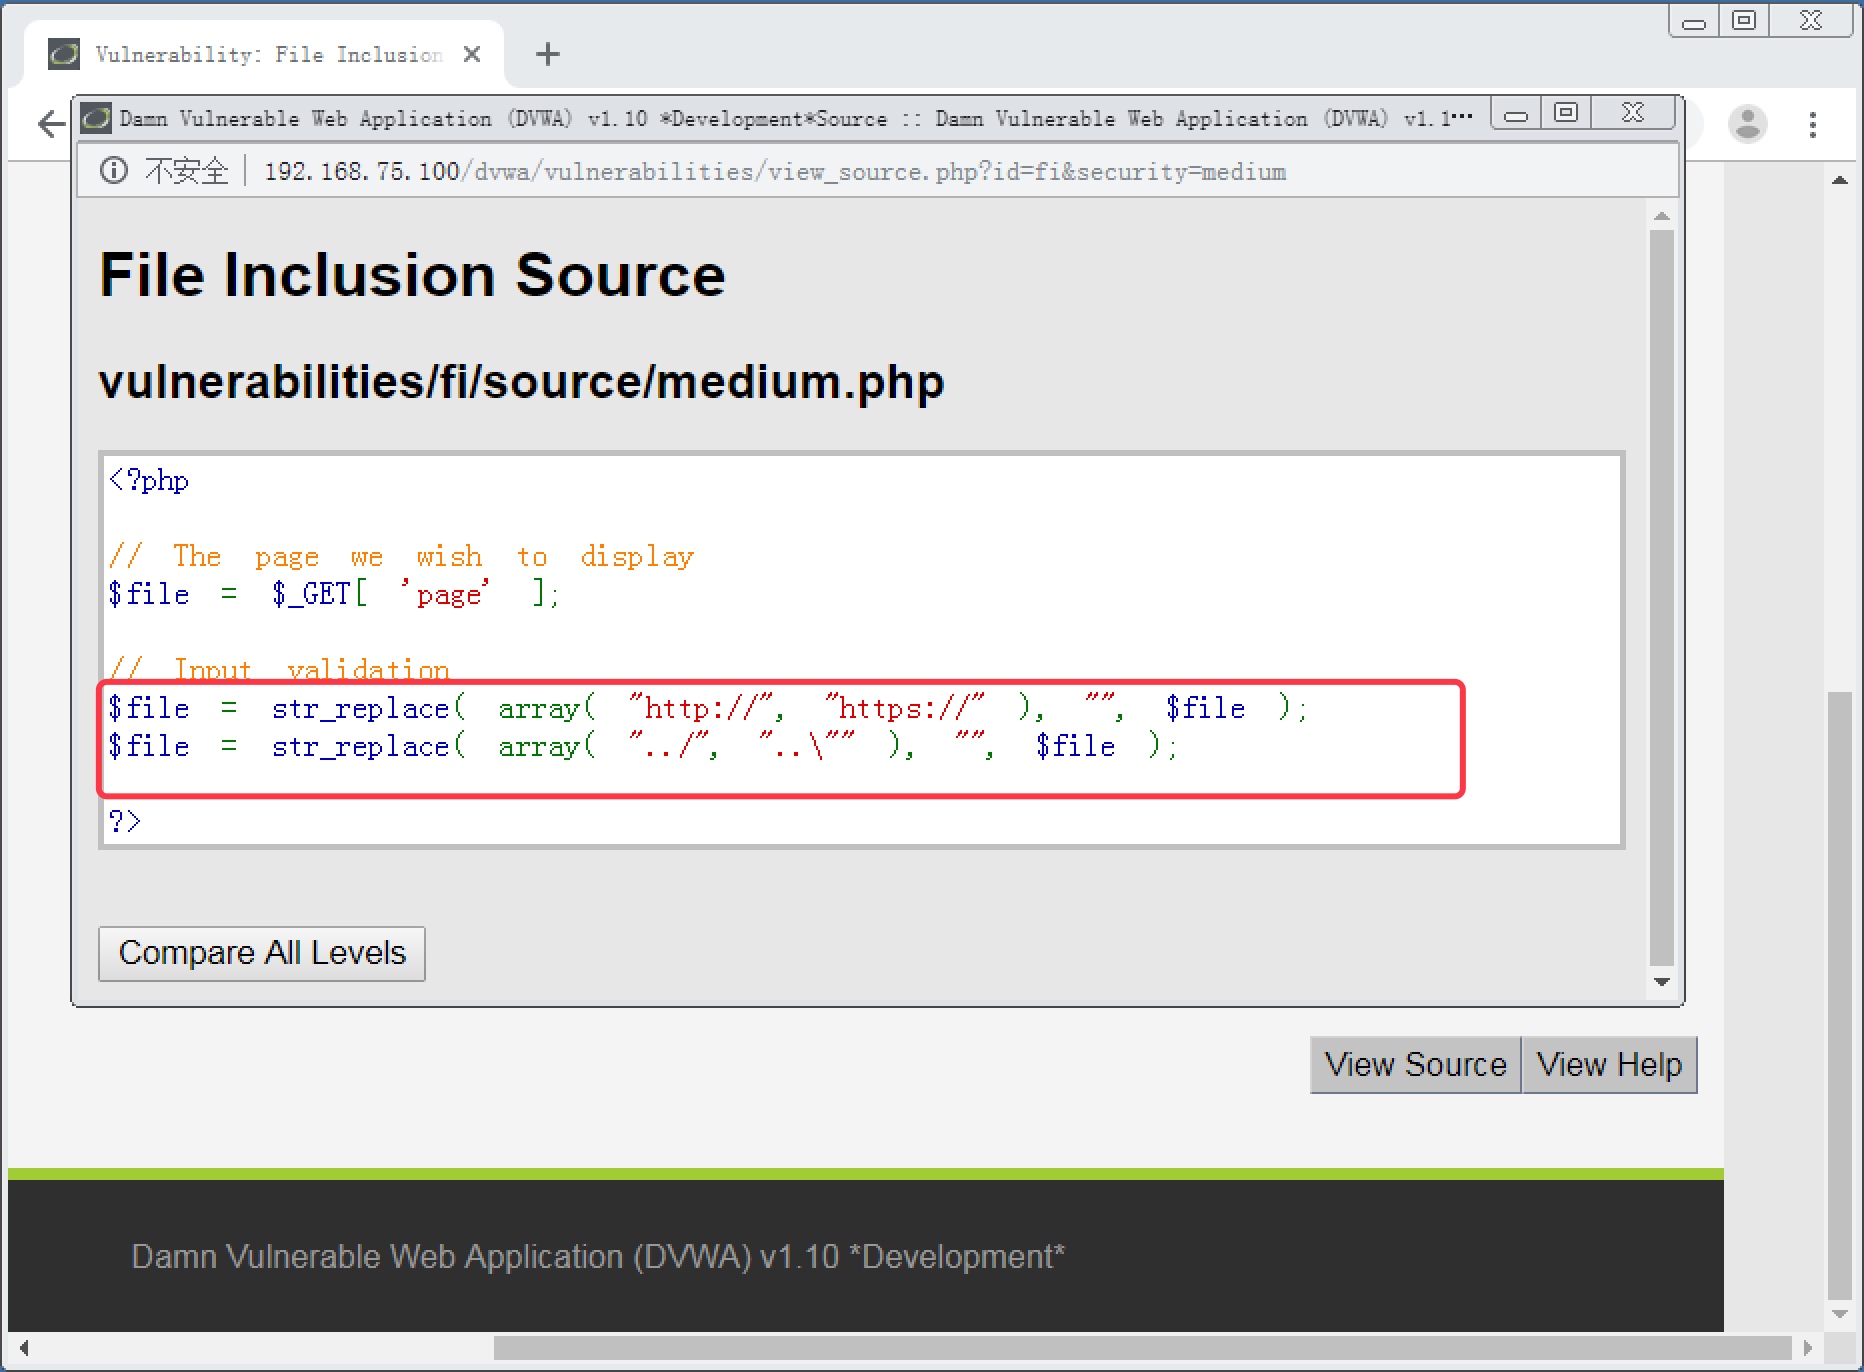 Vulnerability: File Inclusion
Damn Vulnerable Web Application (DVWA) v1.10 *Development*Source :: Damn Vulnerable Web Application (DVWA) v1.1…
不安全 192.168.75.100/dvwa/vulnerabilities/view_source.php?id=fi&security=medium
File Inclusion Source
vulnerabilities/fi/source/medium.php
<?php
// The page we wish to display
$file = $_GET[ 'page' ];
// Input validation
$file = str_replace( array( "http://", "https://" ), "", $file );
$file = str_replace( array( "../", "..\"" ), "", $file );
?>
Compare All Levels
View Source View Help
Damn Vulnerable Web Application (DVWA) v1.10 *Development*